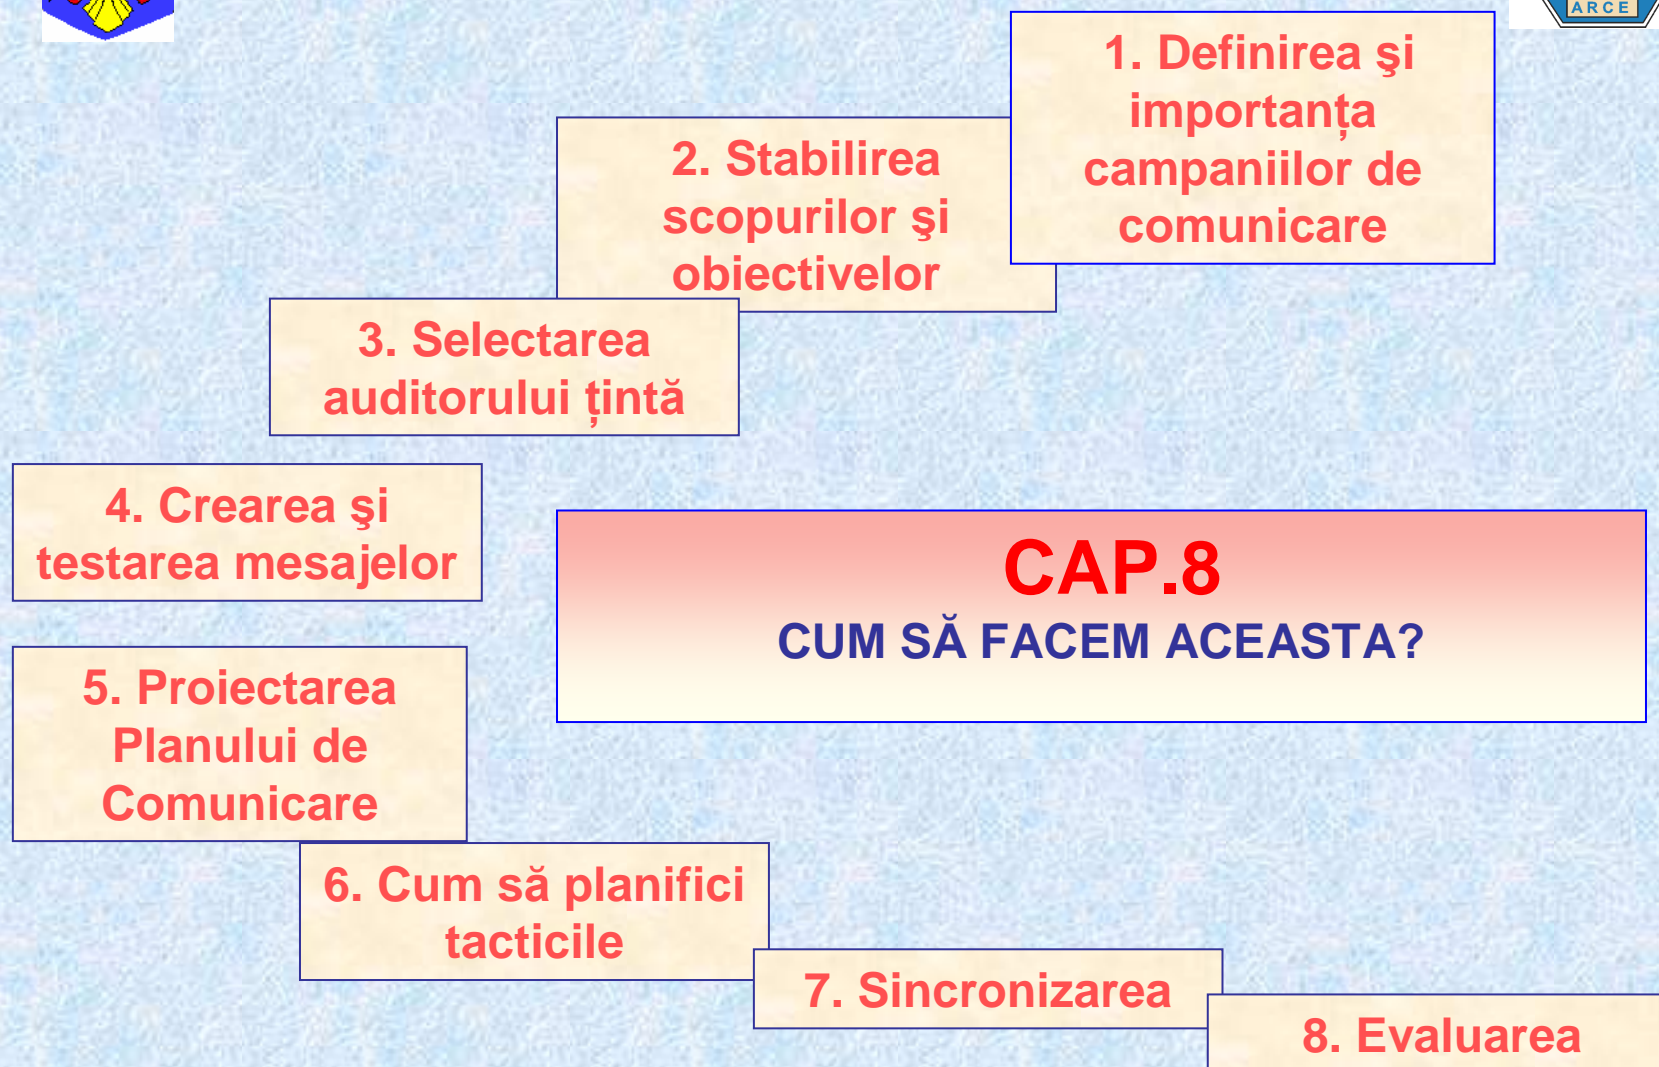 ARCE
1. Definirea şi
importanţa
campaniilor de
comunicare
2. Stabilirea
scopurilor şi
obiectivelor
3. Selectarea
auditorului ţintă
4. Crearea şi
testarea mesajelor
CAP.8
CUM SĂ FACEM ACEASTA?
5. Proiectarea
Planului de
Comunicare
6. Cum să planifici
tacticile
7. Sincronizarea
8. Evaluarea